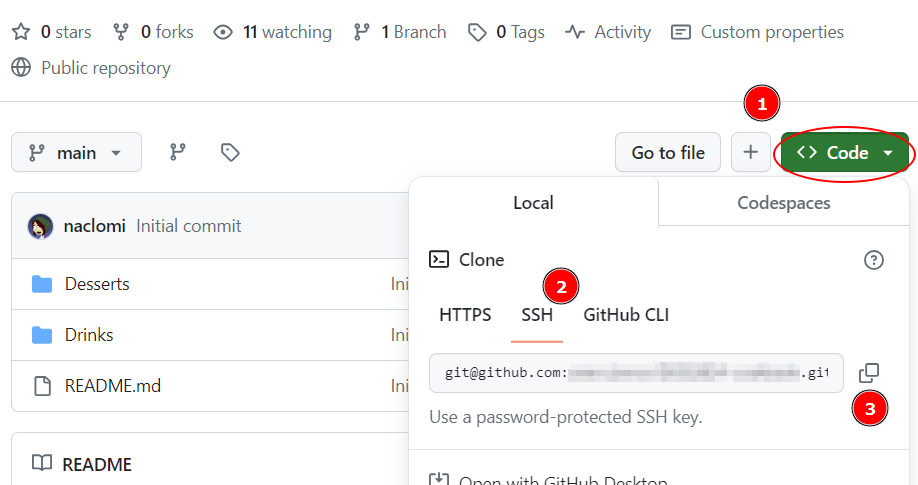 0 stars 0 forks 11 watching 1 Branch 0 Tags Activity Custom properties
Public repository
1
main Go to file Code
Local Codespaces
naclomi Initial commit
Clone
Desserts Ini
2
HTTPS SSH GitHub CLI
Drinks Ini
git@github.com: .git
README.md Ini
3
Use a password-protected SSH key.
README
Open with GitHub Desktop